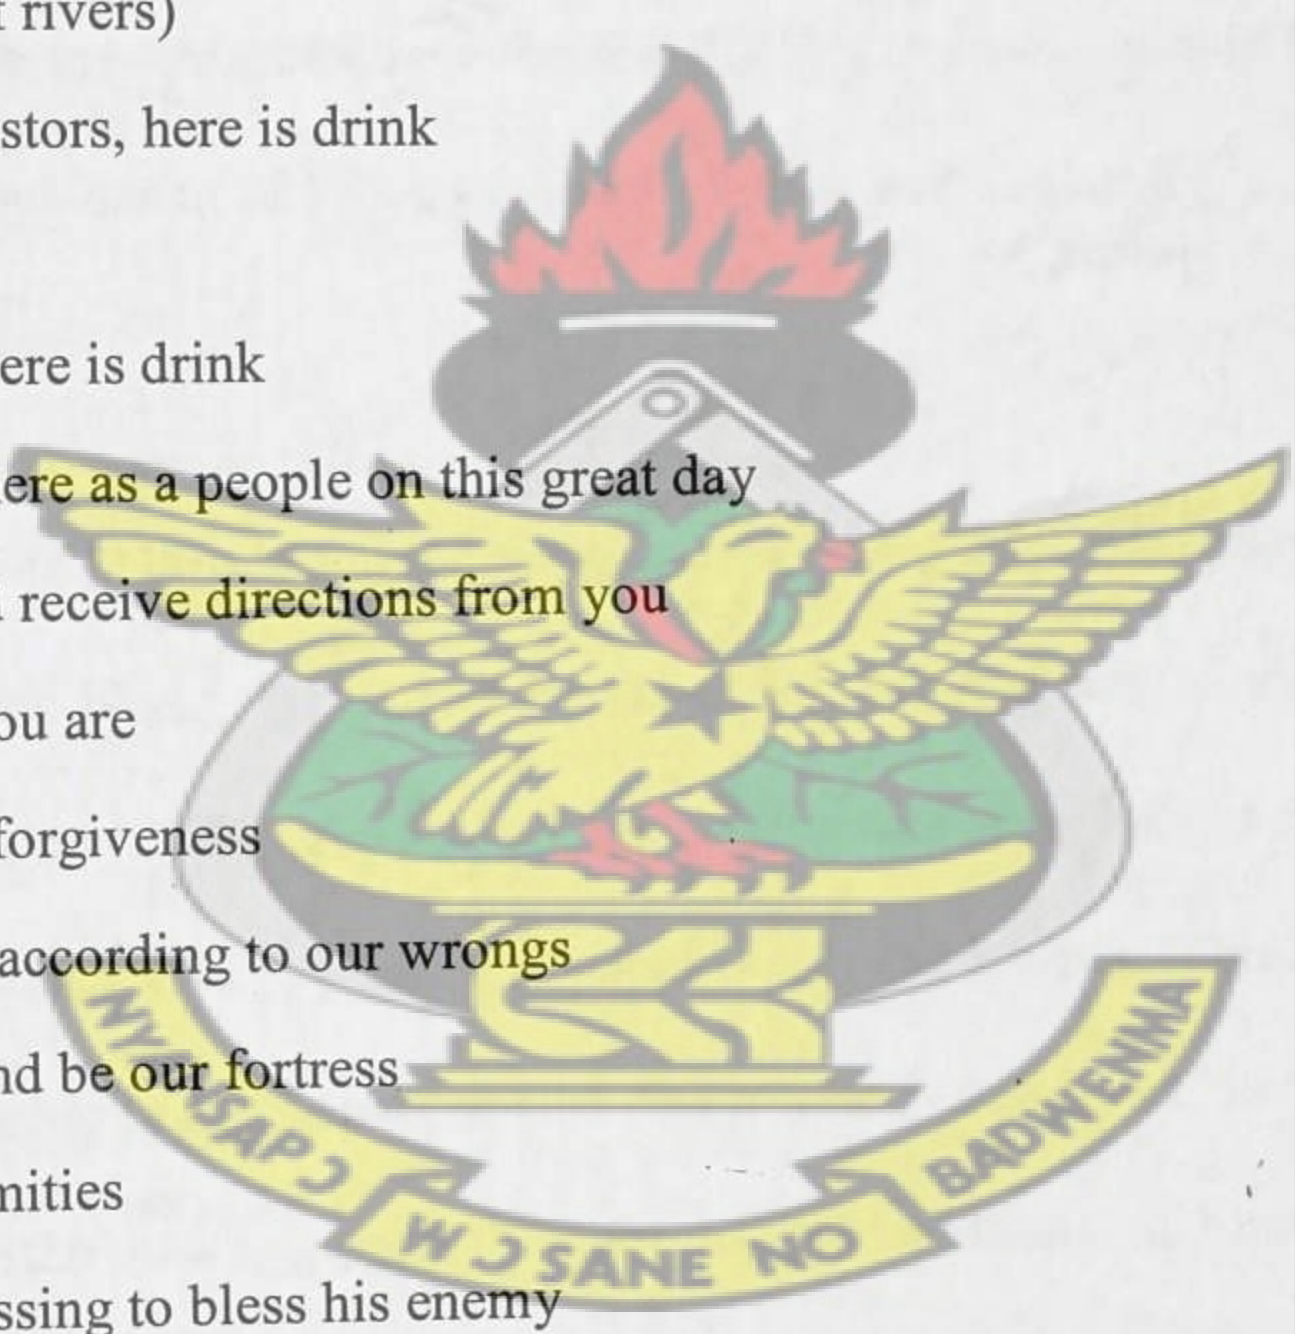 rivers)
stors, here is drink
ere is drink
ere as a people on this great day
receive directions from you
ou are
forgiveness
according to our wrongs
nd be our fortress
mities
ssing to bless his enemy
NYANSAPƆ WƆSANE NO BADWENMA